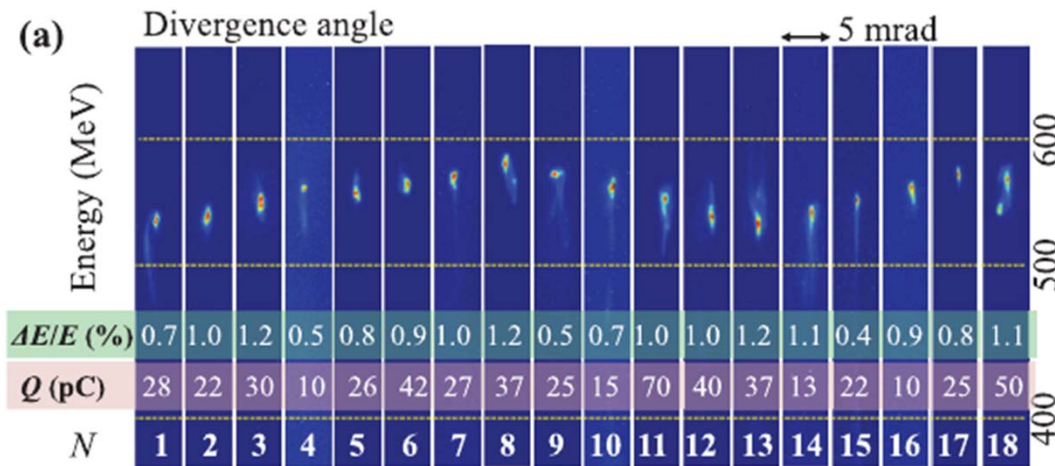 (a) Divergence angle 5 mrad
Energy (MeV)
600
500
400
ΔE/E (%) 0.7 1.0 1.2 0.5 0.8 0.9 1.0 1.2 0.5 0.7 1.0 1.0 1.2 1.1 0.4 0.9 0.8 1.1
Q (pC) 28 22 30 10 26 42 27 37 25 15 70 40 37 13 22 10 25 50
N 1 2 3 4 5 6 7 8 9 10 11 12 13 14 15 16 17 18